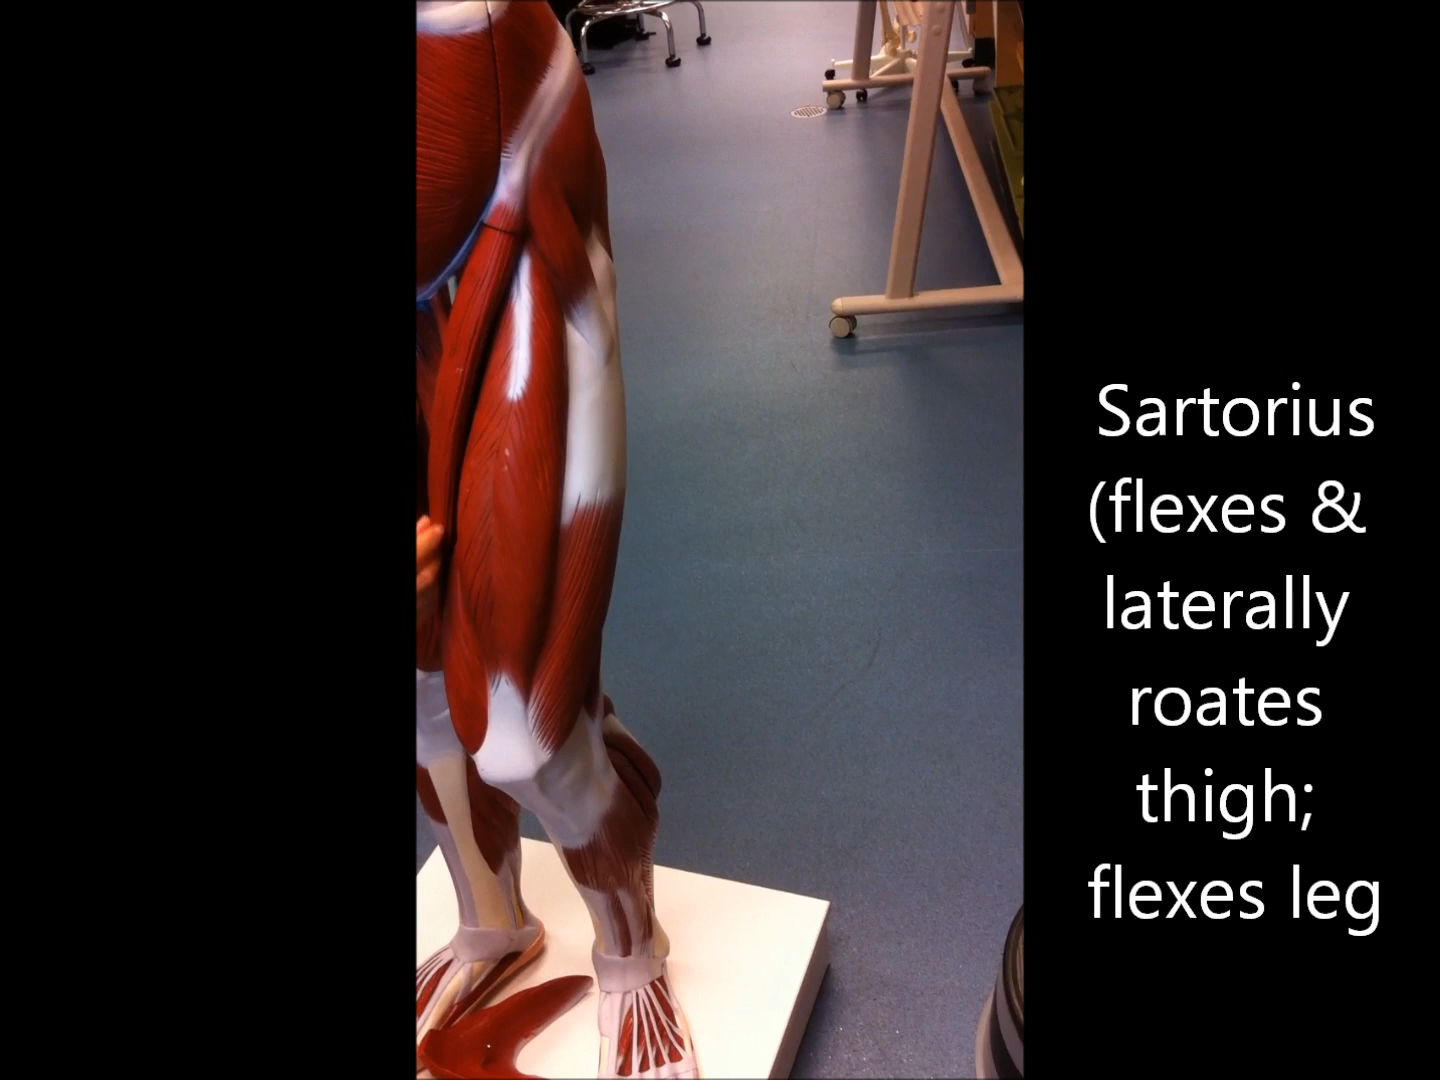 Sartorius
(flexes &
laterally
roates
thigh;
flexes leg